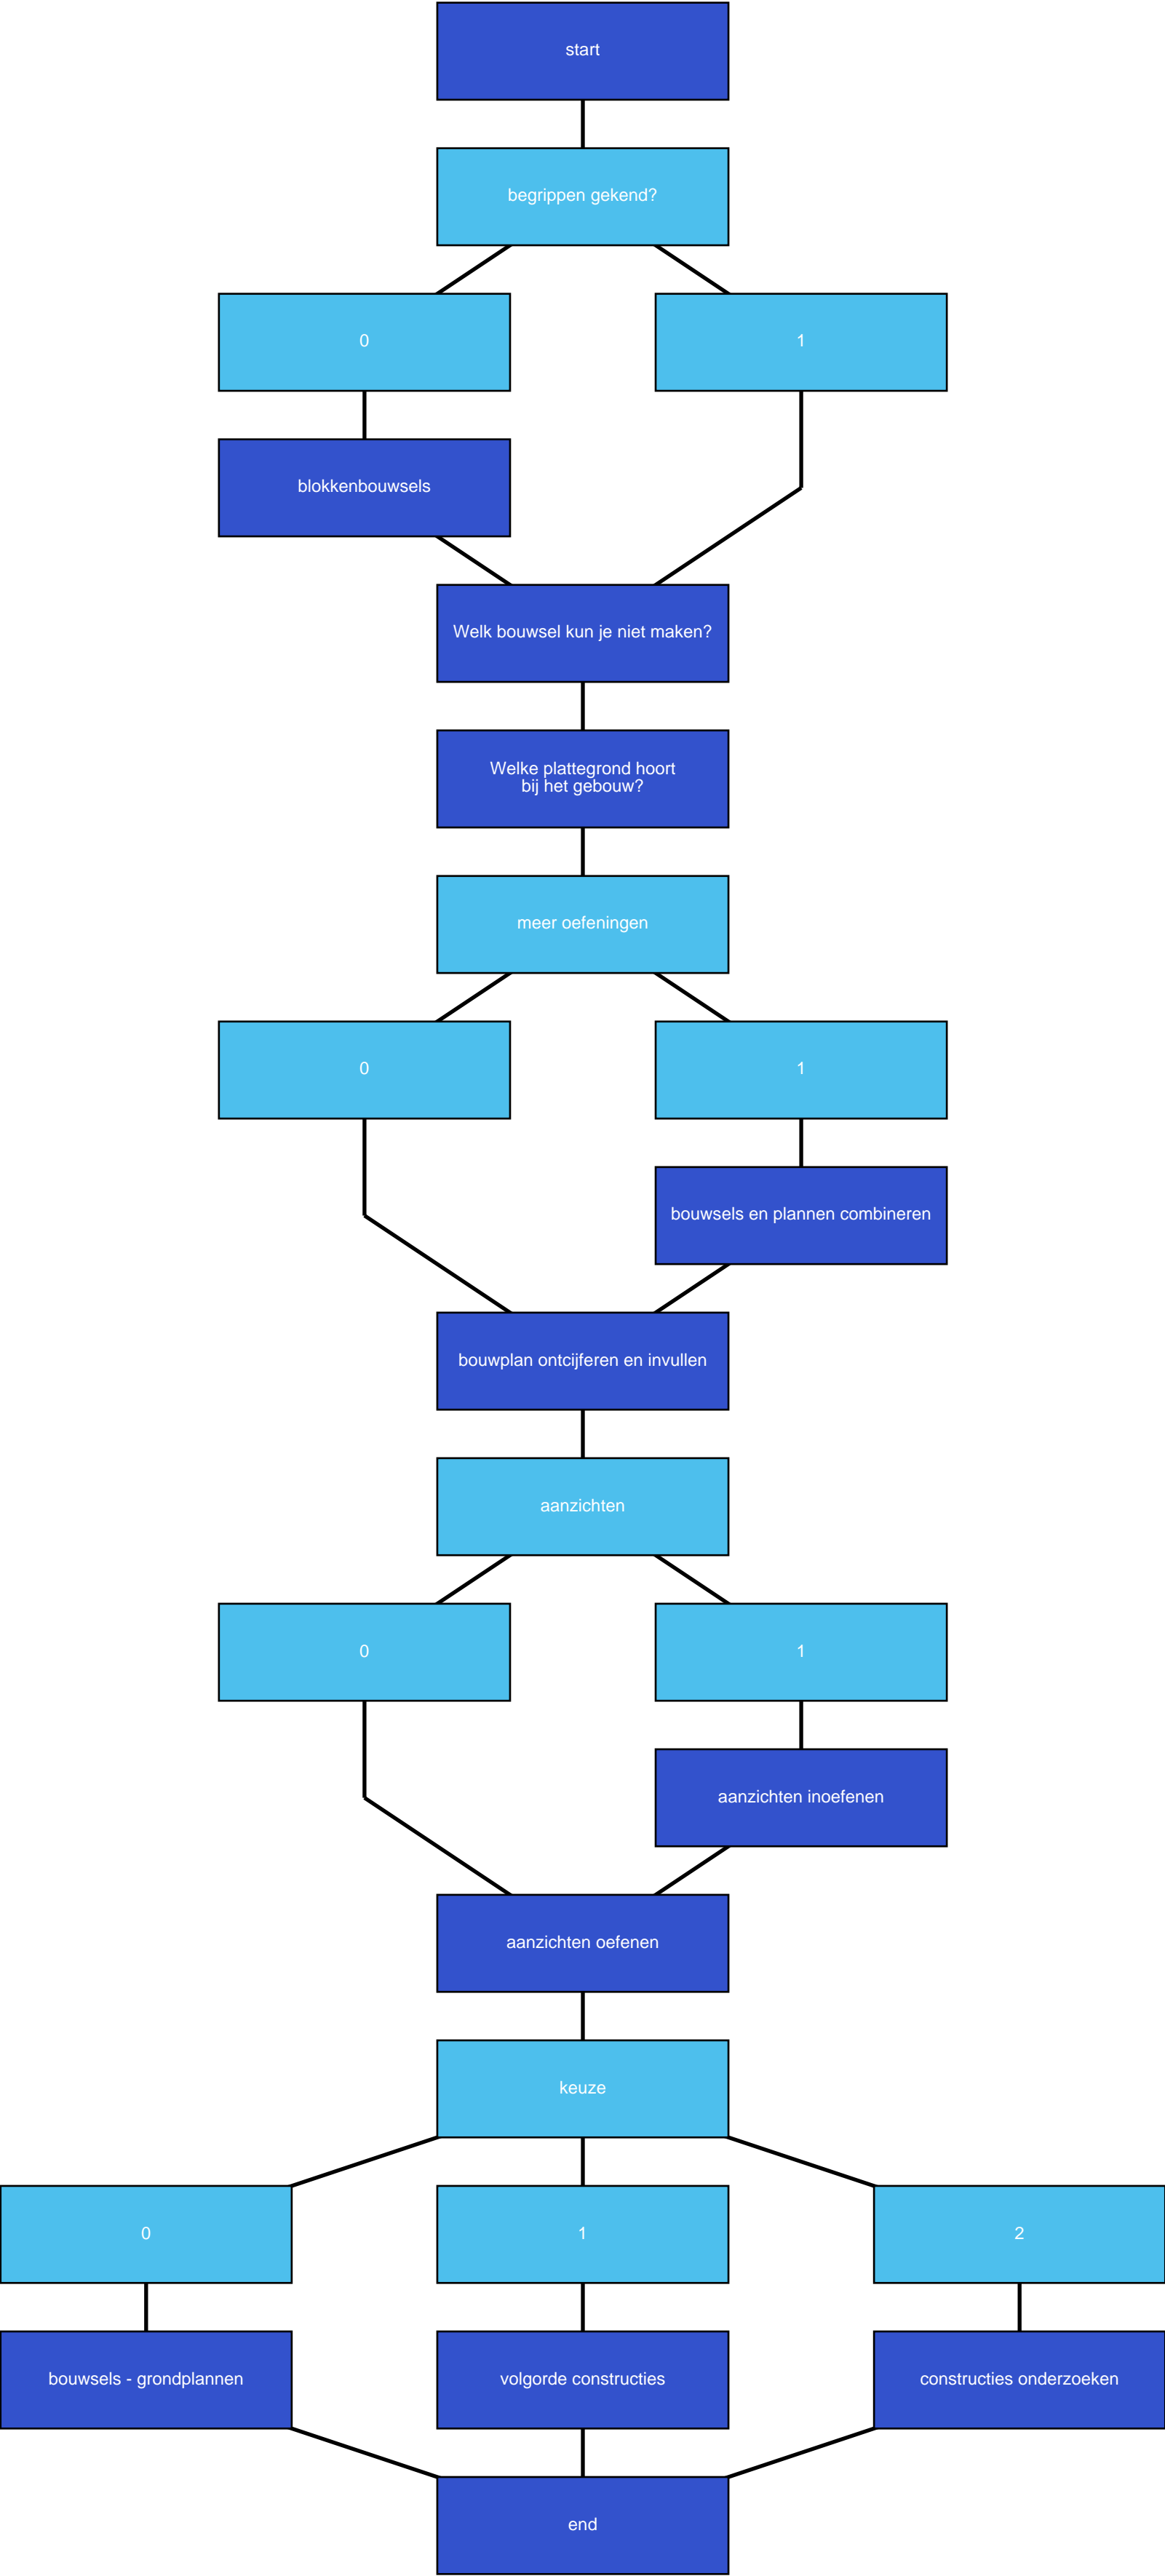 start
begrippen gekend?
0
1
blokkenbouwsels
Welk bouwsel kun je niet maken?
Welke plattegrond hoort
bij het gebouw?
meer oefeningen
0
1
bouwsels en plannen combineren
bouwplan ontcijferen en invullen
aanzichten
0
1
aanzichten inoefenen
aanzichten oefenen
keuze
0
1
2
bouwsels - grondplannen
volgorde constructies
constructies onderzoeken
end